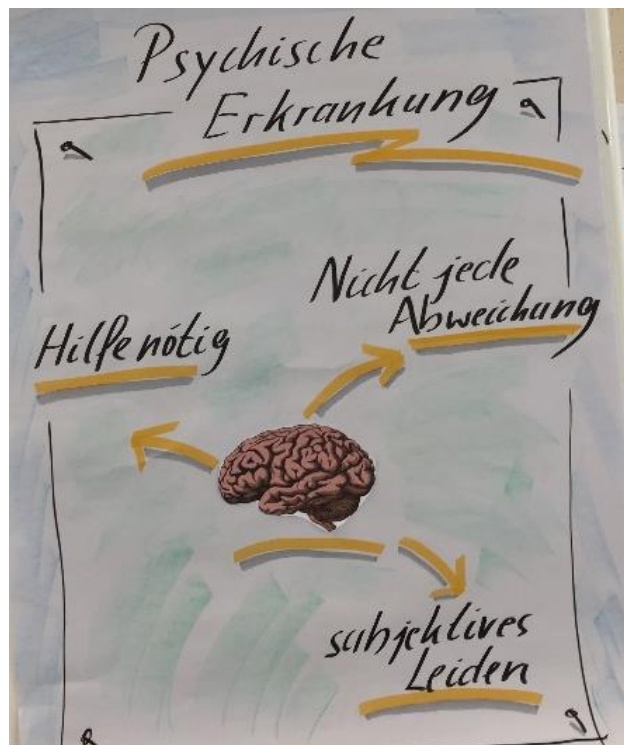 Psychische
Erkrankung
Nicht jede
Abweichung
Hilfe nötig
subjektives
Leiden